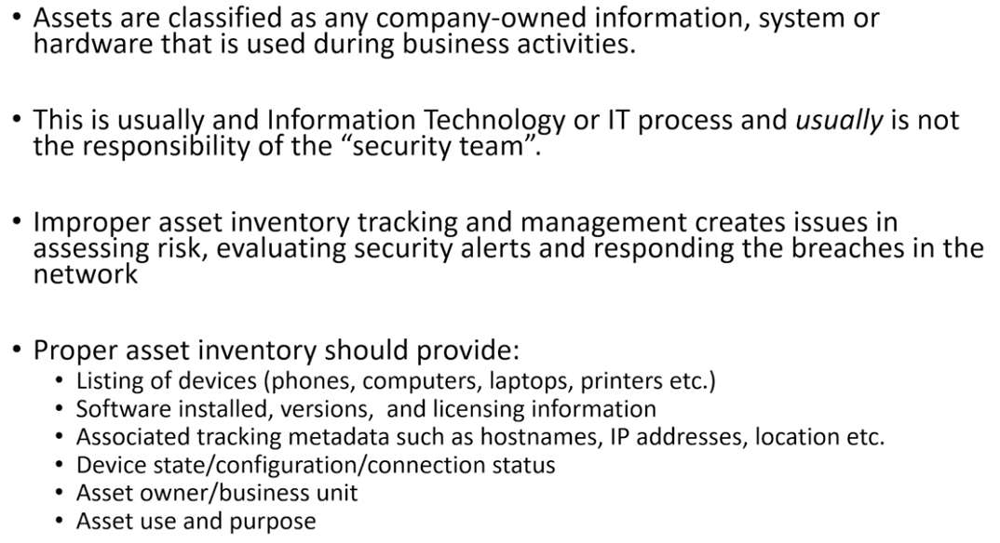 • Assets are classified as any company-owned information, system or
hardware that is used during business activities.
• This is usually and Information Technology or IT process and usually is not
the responsibility of the “security team”.
• Improper asset inventory tracking and management creates issues in
assessing risk, evaluating security alerts and responding the breaches in the
network
• Proper asset inventory should provide:
• Listing of devices (phones, computers, laptops, printers etc.)
• Software installed, versions, and licensing information
• Associated tracking metadata such as hostnames, IP addresses, location etc.
• Device state/configuration/connection status
• Asset owner/business unit
• Asset use and purpose